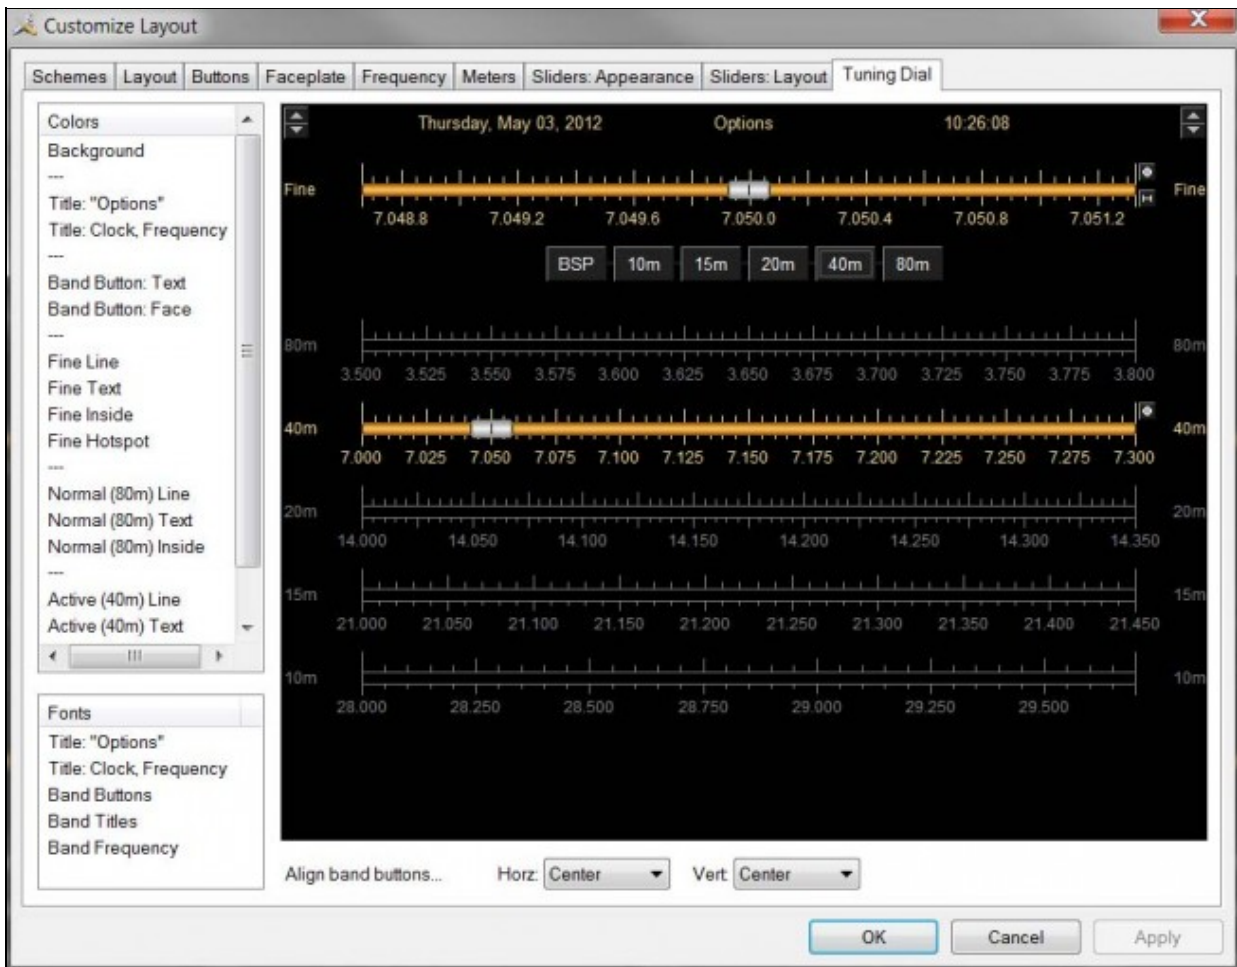 Customize Layout
Schemes Layout Buttons Faceplate Frequency Meters Sliders: Appearance Sliders: Layout Tuning Dial
Colors
Background
---
Title: "Options"
Title: Clock, Frequency
---
Band Button: Text
Band Button: Face
---
Fine Line
Fine Text
Fine Inside
Fine Hotspot
---
Normal (80m) Line
Normal (80m) Text
Normal (80m) Inside
---
Active (40m) Line
Active (40m) Text
Fonts
Title: "Options"
Title: Clock, Frequency
Band Buttons
Band Titles
Band Frequency
Thursday, May 03, 2012 Options 10:26:08
Fine Fine
7.048.8 7.049.2 7.049.6 7.050.0 7.050.4 7.050.8 7.051.2
BSP 10m 15m 20m 40m 80m
80m 80m
3.500 3.525 3.550 3.575 3.600 3.625 3.650 3.675 3.700 3.725 3.750 3.775 3.800
40m 40m
7.000 7.025 7.050 7.075 7.100 7.125 7.150 7.175 7.200 7.225 7.250 7.275 7.300
20m 20m
14.000 14.050 14.100 14.150 14.200 14.250 14.300 14.350
15m 15m
21.000 21.050 21.100 21.150 21.200 21.250 21.300 21.350 21.400 21.450
10m 10m
28.000 28.250 28.500 28.750 29.000 29.250 29.500
Align band buttons... Horz: Center Vert: Center
OK Cancel Apply